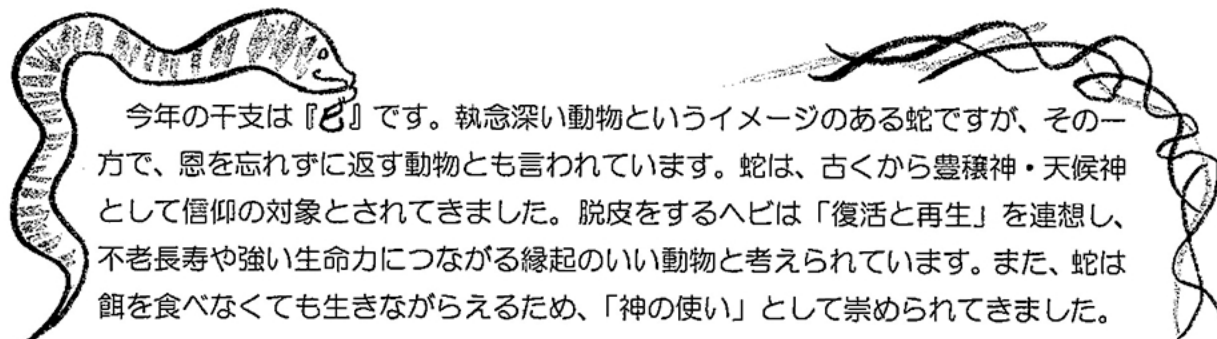 今年の干支は『巳』です。執念深い動物というイメージのある蛇ですが、その一
方で、恩を忘れずに返す動物とも言われています。蛇は、古くから豊穣神・天候神
として信仰の対象とされてきました。脱皮をするヘビは「復活と再生」を連想し、
不老長寿や強い生命力につながる縁起のいい動物と考えられています。また、蛇は
餌を食べなくても生きながらえるため、「神の使い」として崇められてきました。